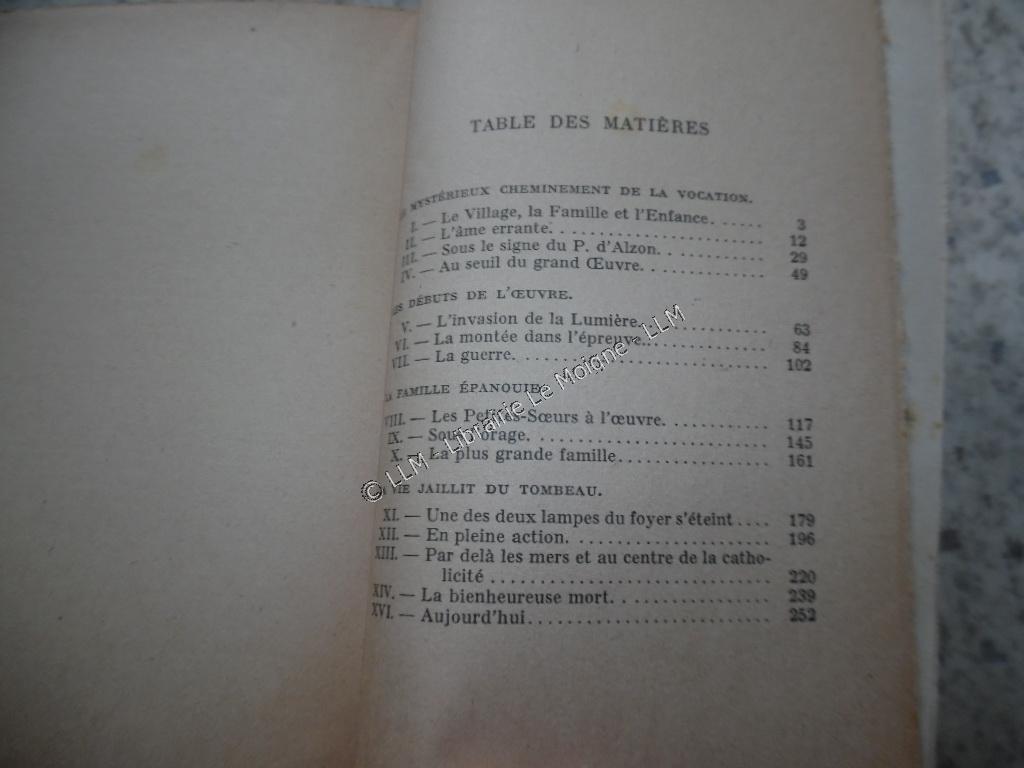 TABLE DES MATIÈRES
MYSTÉRIEUX CHEMINEMENT DE LA VOCATION.
I. — Le Village, la Famille et l'Enfance...... 3
II. — L'âme errante........................ 12
III. — Sous le signe du P. d'Alzon............ 29
IV. — Au seuil du grand Œuvre............. 49
DÉBUTS DE L'ŒUVRE.
V. — L'invasion de la Lumière............. 63
VI. — La montée dans l'épreuve............. 84
VII. — La guerre......................... 102
FAMILLE ÉPANOUIE.
VIII. — Les Petites-Sœurs à l'œuvre........... 117
IX. — Sous l'orage...................... 145
X. — La plus grande famille.............. 161
VIE JAILLIT DU TOMBEAU.
XI. — Une des deux lampes du foyer s'éteint.... 179
XII. — En pleine action.................. 196
XIII. — Par delà les mers et au centre de la catho-
licité......................... 220
XIV. — La bienheureuse mort.............. 239
XVI. — Aujourd'hui..................... 252
© LLM - Librairie Le Moigne - LLM